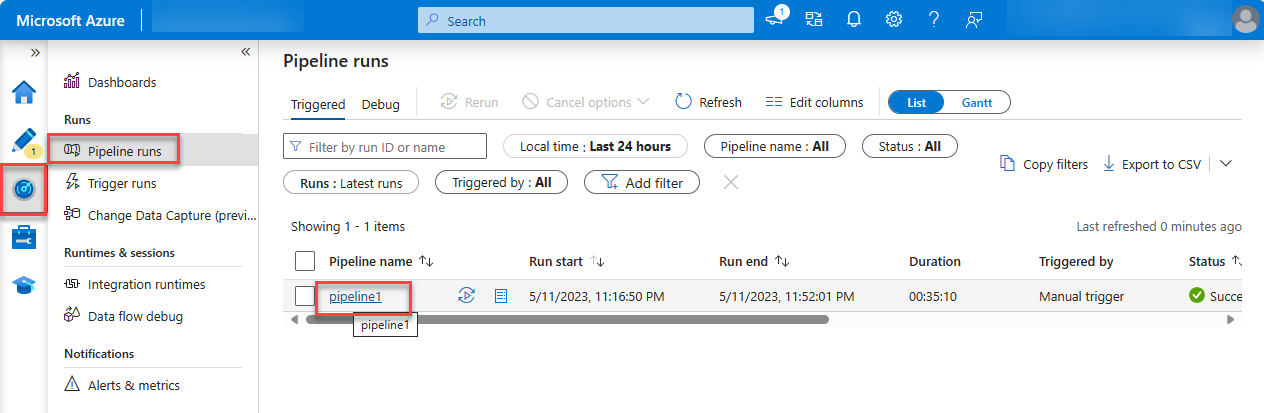 Microsoft Azure
Search
1
Pipeline runs
Dashboards
Triggered Debug Rerun Cancel options Refresh Edit columns List Gantt
Runs
1
Pipeline runs
Filter by run ID or name Local time : Last 24 hours Pipeline name : All Status : All
Copy filters Export to CSV
Trigger runs
Runs : Latest runs Triggered by : All Add filter
Change Data Capture (previ...
Showing 1 - 1 items Last refreshed 0 minutes ago
Runtimes & sessions
Pipeline name Run start Run end Duration Triggered by Status
Integration runtimes
pipeline1 5/11/2023, 11:16:50 PM 5/11/2023, 11:52:01 PM 00:35:10 Manual trigger Succe
Data flow debug
pipeline1
Notifications
Alerts & metrics